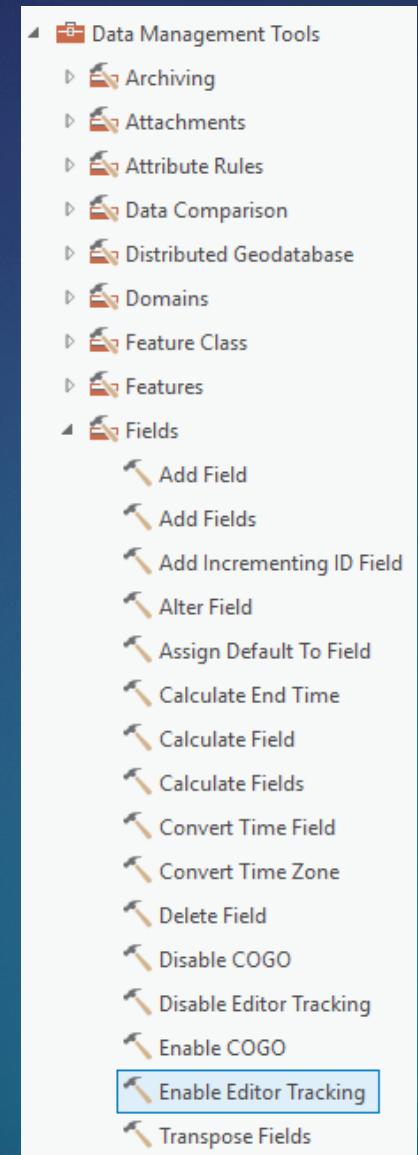 Data Management Tools
Archiving
Attachments
Attribute Rules
Data Comparison
Distributed Geodatabase
Domains
Feature Class
Features
Fields
Add Field
Add Fields
Add Incrementing ID Field
Alter Field
Assign Default To Field
Calculate End Time
Calculate Field
Calculate Fields
Convert Time Field
Convert Time Zone
Delete Field
Disable COGO
Disable Editor Tracking
Enable COGO
Enable Editor Tracking
Transpose Fields